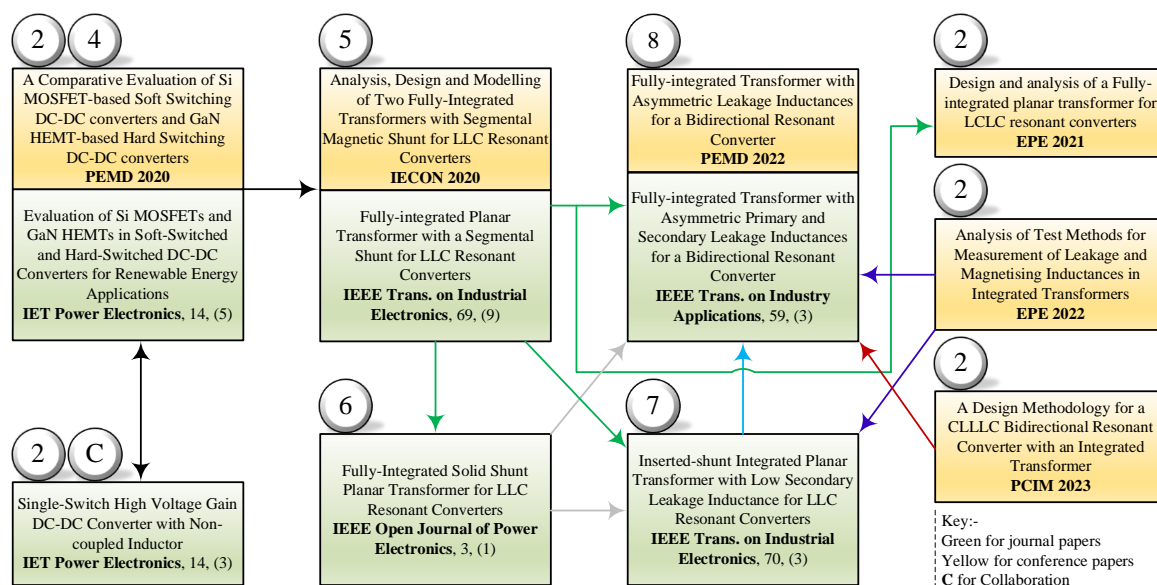 2
4
A Comparative Evaluation of Si
MOSFET-based Soft Switching
DC-DC converters and GaN
HEMT-based Hard Switching
DC-DC converters
PEMD 2020
Evaluation of Si MOSFETs and
GaN HEMTs in Soft-Switched
and Hard-Switched DC-DC
Converters for Renewable Energy
Applications
IET Power Electronics, 14, (5)
2
C
Single-Switch High Voltage Gain
DC-DC Converter with Non-
coupled Inductor
IET Power Electronics, 14, (3)
5
Analysis, Design and Modelling
of Two Fully-Integrated
Transformers with Segmental
Magnetic Shunt for LLC Resonant
Converters
IECON 2020
Fully-integrated Planar
Transformer with a Segmental
Shunt for LLC Resonant
Converters
IEEE Trans. on Industrial
Electronics, 69, (9)
6
Fully-Integrated Solid Shunt
Planar Transformer for LLC
Resonant Converters
IEEE Open Journal of Power
Electronics, 3, (1)
8
Fully-integrated Transformer with
Asymmetric Leakage Inductances
for a Bidirectional Resonant
Converter
PEMD 2022
Fully-integrated Transformer with
Asymmetric Primary and
Secondary Leakage Inductances
for a Bidirectional Resonant
Converter
IEEE Trans. on Industry
Applications, 59, (3)
7
Inserted-shunt Integrated Planar
Transformer with Low Secondary
Leakage Inductance for LLC
Resonant Converters
IEEE Trans. on Industrial
Electronics, 70, (3)
2
Design and analysis of a Fully-
integrated planar transformer for
LCLC resonant converters
EPE 2021
2
Analysis of Test Methods for
Measurement of Leakage and
Magnetising Inductances in
Integrated Transformers
EPE 2022
2
A Design Methodology for a
CLLLC Bidirectional Resonant
Converter with an Integrated
Transformer
PCIM 2023
Key:-
Green for journal papers
Yellow for conference papers
C for Collaboration